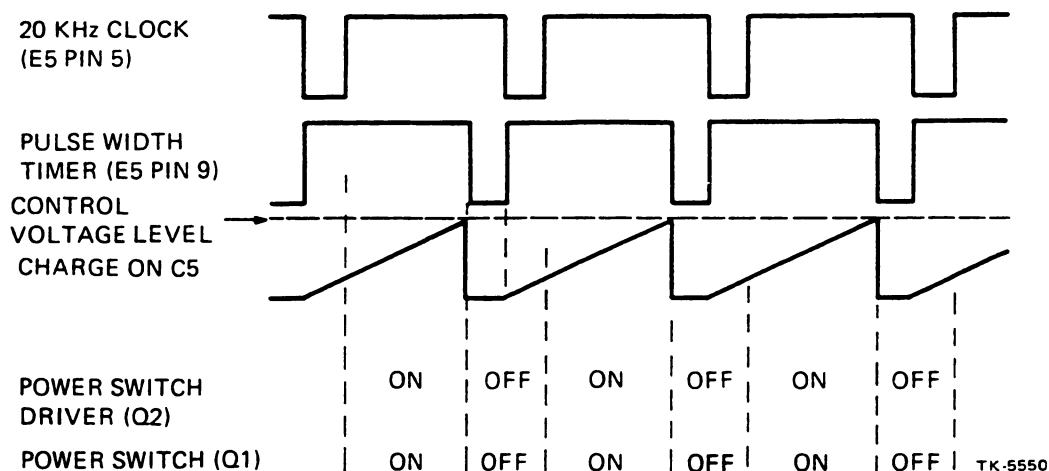 20 KHz CLOCK
(E5 PIN 5)
PULSE WIDTH
TIMER (E5 PIN 9)
CONTROL
VOLTAGE LEVEL
CHARGE ON C5
POWER SWITCH
DRIVER (Q2)
ON OFF ON OFF ON OFF
POWER SWITCH (Q1)
ON OFF ON OFF ON OFF
TK-5550